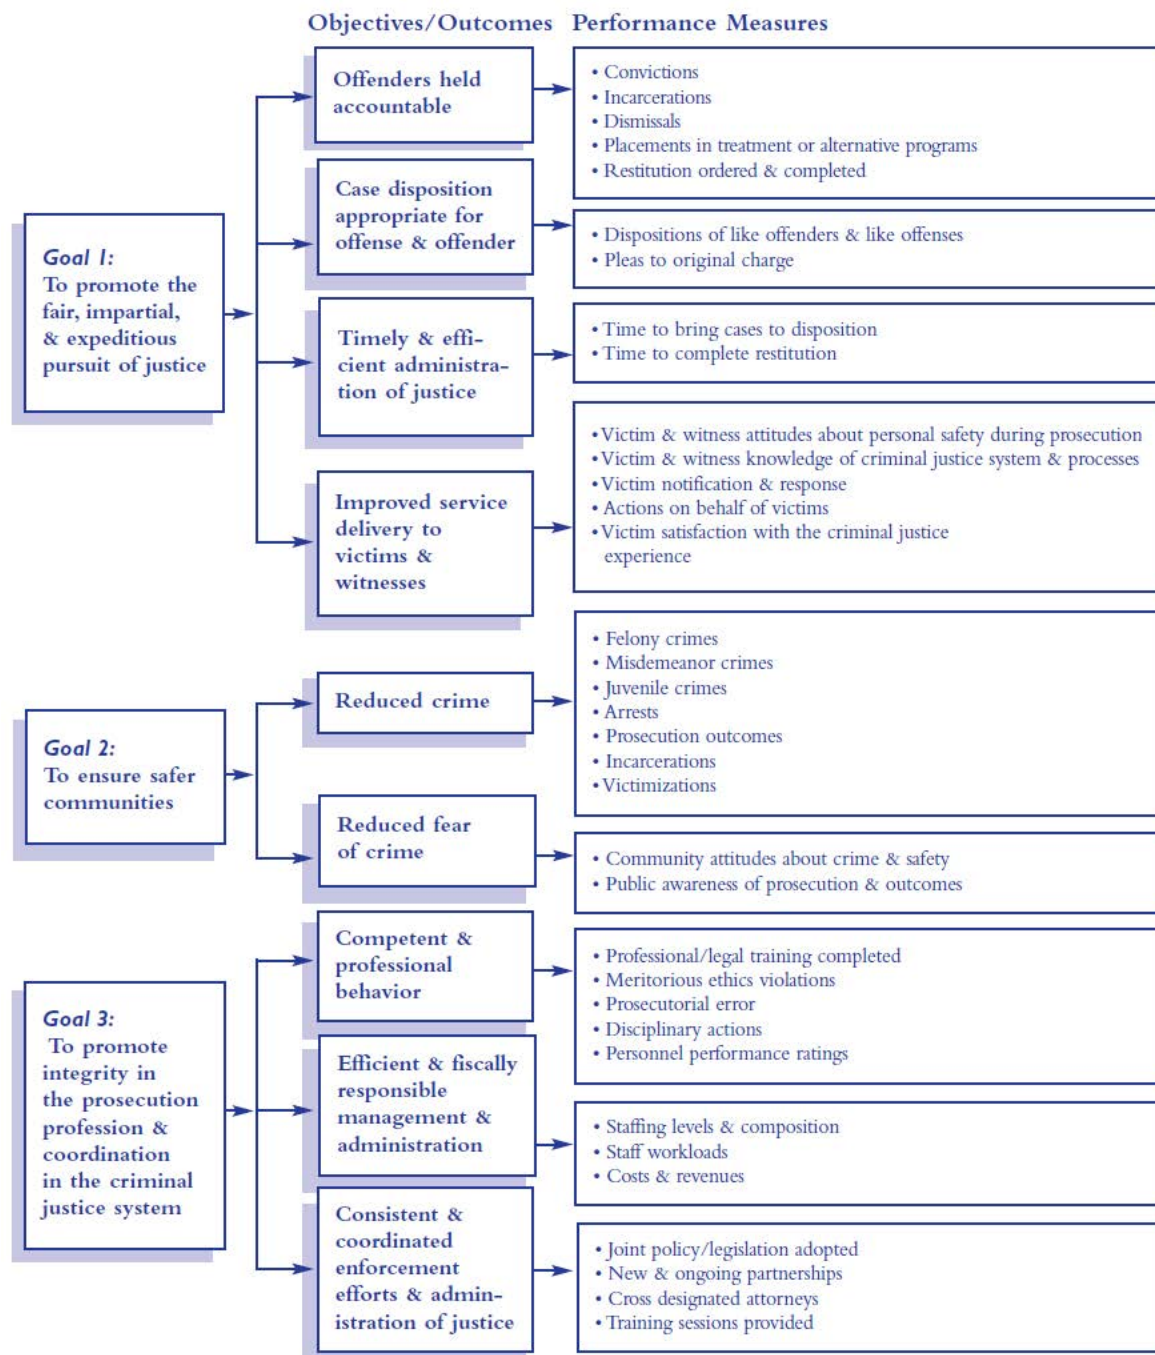 Objectives/Outcomes Performance Measures
Goal 1:
To promote the
fair, impartial,
& expeditious
pursuit of justice
Offenders held
accountable
• Convictions
• Incarcerations
• Dismissals
• Placements in treatment or alternative programs
• Restitution ordered & completed
Case disposition
appropriate for
offense & offender
• Dispositions of like offenders & like offenses
• Pleas to original charge
Timely & effi-
cient administra-
tion of justice
• Time to bring cases to disposition
• Time to complete restitution
Improved service
delivery to
victims &
witnesses
• Victim & witness attitudes about personal safety during prosecution
• Victim & witness knowledge of criminal justice system & processes
• Victim notification & response
• Actions on behalf of victims
• Victim satisfaction with the criminal justice
experience
Goal 2:
To ensure safer
communities
Reduced crime
• Felony crimes
• Misdemeanor crimes
• Juvenile crimes
• Arrests
• Prosecution outcomes
• Incarcerations
• Victimizations
Reduced fear
of crime
• Community attitudes about crime & safety
• Public awareness of prosecution & outcomes
Goal 3:
To promote
integrity in
the prosecution
profession &
coordination
in the criminal
justice system
Competent &
professional
behavior
• Professional/legal training completed
• Meritorious ethics violations
• Prosecutorial error
• Disciplinary actions
• Personnel performance ratings
Efficient & fiscally
responsible
management &
administration
• Staffing levels & composition
• Staff workloads
• Costs & revenues
Consistent &
coordinated
enforcement
efforts & admin-
istration of justice
• Joint policy/legislation adopted
• New & ongoing partnerships
• Cross designated attorneys
• Training sessions provided